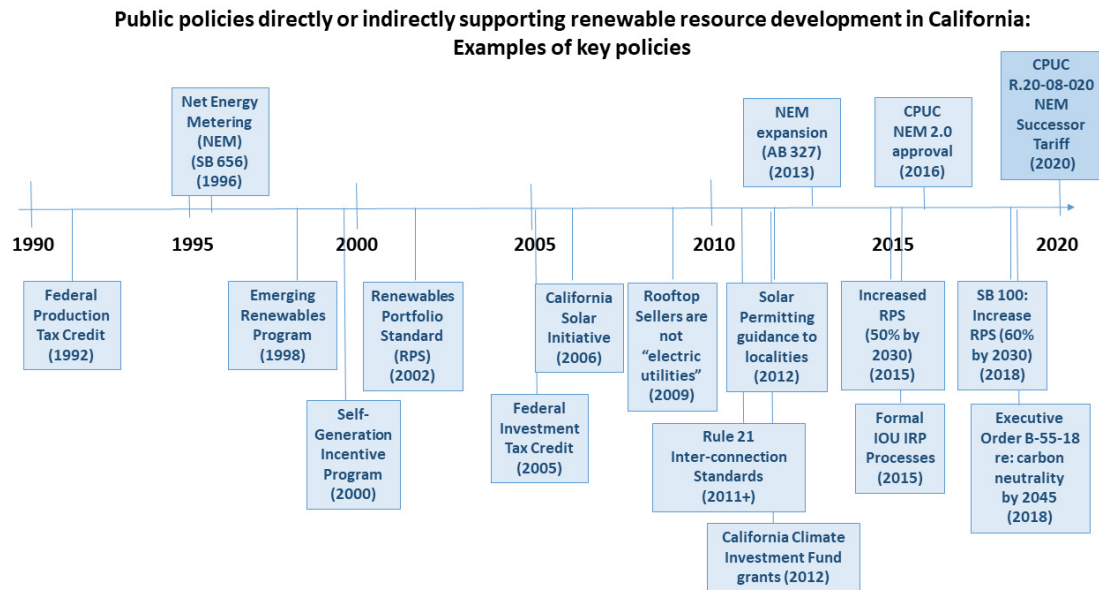 Public policies directly or indirectly supporting renewable resource development in California:
Examples of key policies
Net Energy
Metering
(NEM)
(SB 656)
(1996)
NEM
expansion
(AB 327)
(2013)
CPUC
NEM 2.0
approval
(2016)
CPUC
R.20-08-020
NEM
Successor
Tariff
(2020)
1990
1995
2000
2005
2010
2015
2020
Federal
Production
Tax Credit
(1992)
Emerging
Renewables
Program
(1998)
Self-
Generation
Incentive
Program
(2000)
Renewables
Portfolio
Standard
(RPS)
(2002)
Federal
Investment
Tax Credit
(2005)
California
Solar
Initiative
(2006)
Rooftop
Sellers are
not
“electric
utilities”
(2009)
Rule 21
Inter-connection
Standards
(2011+)
Solar
Permitting
guidance to
localities
(2012)
California Climate
Investment Fund
grants (2012)
Increased
RPS
(50% by
2030)
(2015)
Formal
IOU IRP
Processes
(2015)
SB 100:
Increase
RPS (60%
by 2030)
(2018)
Executive
Order B-55-18
re: carbon
neutrality
by 2045
(2018)